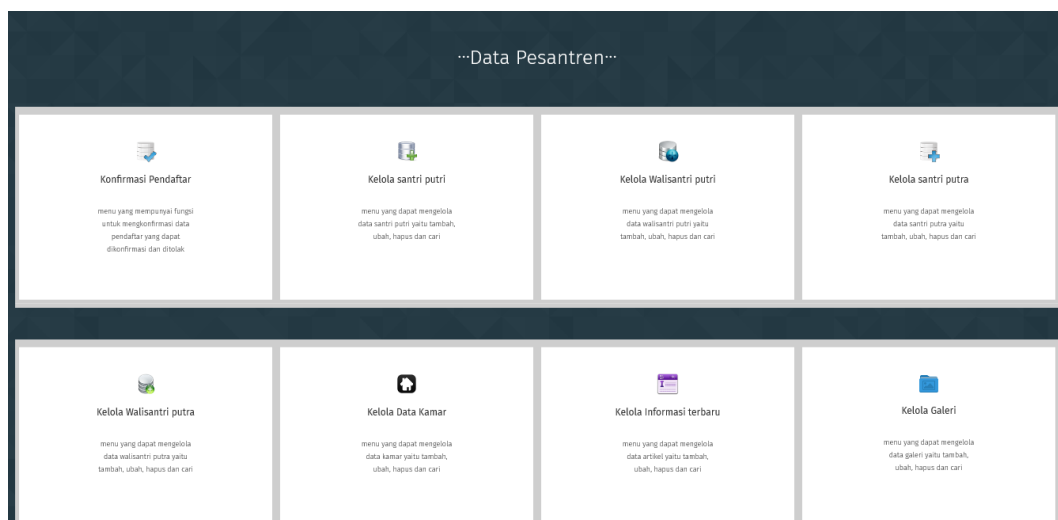 ···Data Pesantren···
Konfirmasi Pendaftar
menu yang mempunyai fungsi
untuk mengkonfirmasi data
pendaftar yang dapat
dikonfirmasi dan ditolak
Kelola santri putri
menu yang dapat mengelola
data santri putri yaitu tambah,
ubah, hapus dan cari
Kelola Walisantri putri
menu yang dapat mengelola
data walisantri putri yaitu
tambah, ubah, hapus dan cari
Kelola santri putra
menu yang dapat mengelola
data santri putra yaitu
tambah, ubah, hapus dan cari
Kelola Walisantri putra
menu yang dapat mengelola
data walisantri putra yaitu
tambah, ubah, hapus dan cari
Kelola Data Kamar
menu yang dapat mengelola
data kamar yaitu tambah,
ubah, hapus dan cari
Kelola Informasi terbaru
menu yang dapat mengelola
data artikel yaitu tambah,
ubah, hapus dan cari
Kelola Galeri
menu yang dapat mengelola
data galeri yaitu tambah,
ubah, hapus dan cari